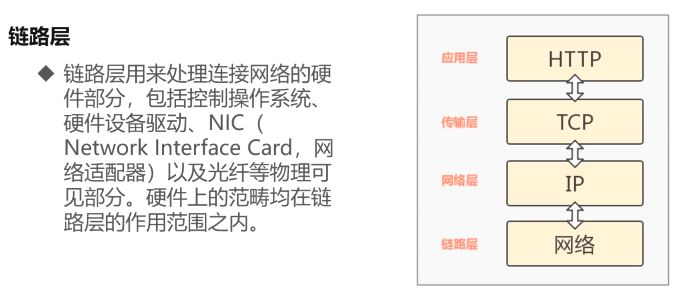 链路层
◆ 链路层用来处理连接网络的硬
件部分，包括控制操作系统、
硬件设备驱动、NIC（
Network Interface Card，网
络适配器）以及光纤等物理可
见部分。硬件上的范畴均在链
路层的作用范围之内。
应用层 HTTP
传输层 TCP
网络层 IP
链路层 网络